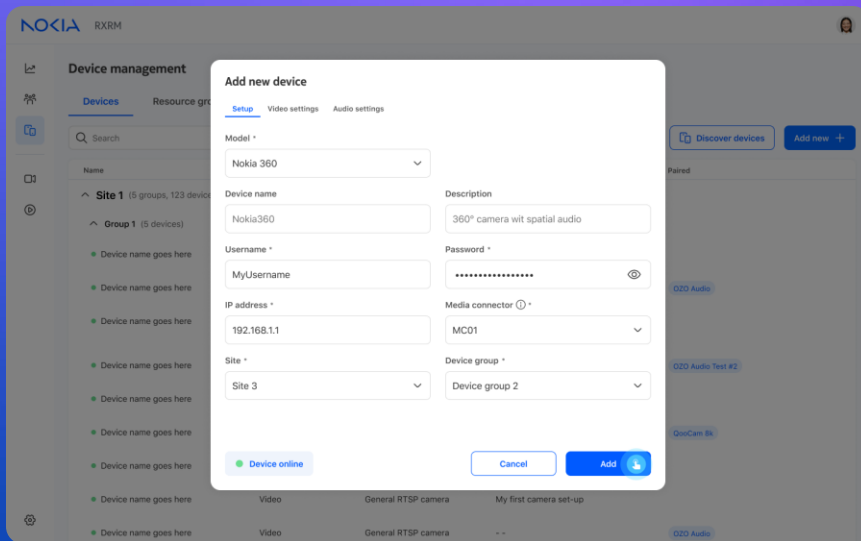 NOKIA RXRM
Device management
Devices Resource gro
Search
Discover devices
Add new +
Name
Paired
Site 1 (5 groups, 123 device
Group 1 (5 devices)
Device name goes here
Device name goes here OZO Audio
Device name goes here
Device name goes here OZO Audio Test #2
Device name goes here
Device name goes here QooCam 8k
Device name goes here
Device name goes here Video General RTSP camera My first camera set-up
Device name goes here Video General RTSP camera - - OZO Audio
Add new device
Setup Video settings Audio settings
Model *
Nokia 360
Device name Description
Nokia360 360° camera wit spatial audio
Username * Password *
MyUsername •••••••••••••••••
IP address * Media connector ⓘ *
192.168.1.1 MC01
Site * Device group *
Site 3 Device group 2
Device online Cancel Add